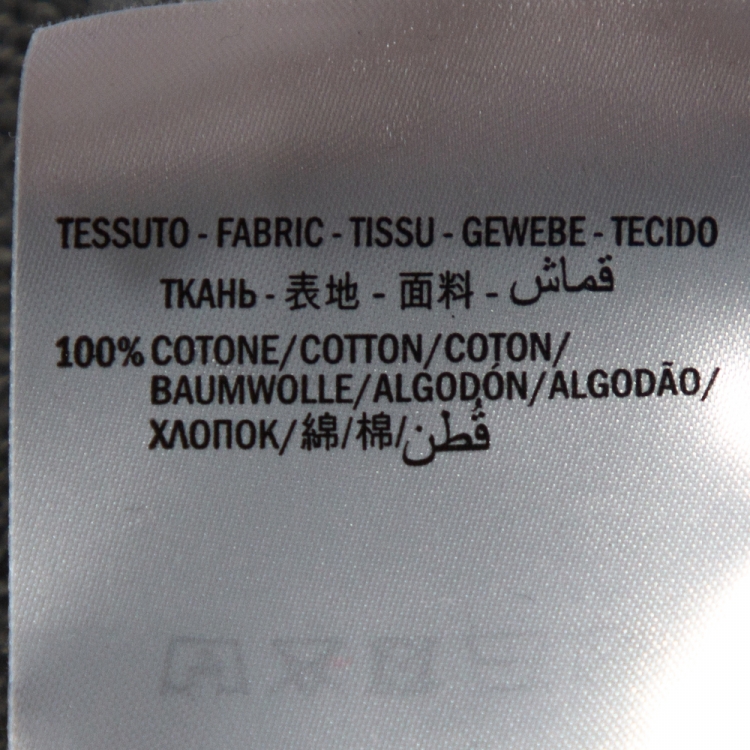 TESSUTO - FABRIC - TISSU - GEWEBE - TECIDO
ТКАНЬ - 表地 - 面料 - قماش
100% COTONE/COTTON/COTON/
BAUMWOLLE/ALGODÓN/ALGODÃO/
ХЛОПОК/綿/棉/قُطن